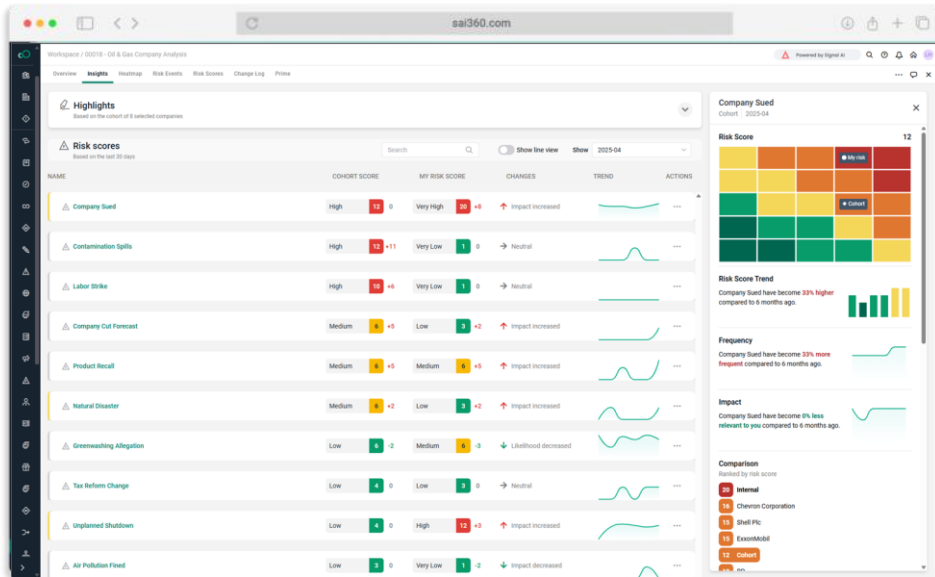 sai360.com
Workspace / 00018 - Oil & Gas Company Analysis
Powered by Signal AI
Overview Insights Heatmap Risk Events Risk Scores Change Log Prime
Highlights
Based on the cohort of 8 selected companies
Risk scores
Based on the last 30 days
Search
Show line view
Show 2025-04
NAME COHORT SCORE MY RISK SCORE CHANGES TREND ACTIONS
Company Sued High 12 0 Very High 20 +8 Impact increased
Contamination Spills High 12 +11 Very Low 1 0 Neutral
Labor Strike High 10 +6 Very Low 1 0 Neutral
Company Cut Forecast Medium 6 +5 Low 3 +2 Impact increased
Product Recall Medium 6 +5 Medium 6 +5 Impact increased
Natural Disaster Medium 6 +2 Low 3 +2 Impact increased
Greenwashing Allegation Low 6 -2 Medium 6 -3 Likelihood decreased
Tax Reform Change Low 4 0 Low 3 0 Neutral
Unplanned Shutdown Low 4 0 High 12 +3 Impact increased
Air Pollution Fined Low 3 0 Very Low 1 -2 Impact decreased
Company Sued
Cohort 2025-04
Risk Score 12
My risk
Cohort
Risk Score Trend
Company Sued have become 33% higher
compared to 6 months ago.
Frequency
Company Sued have become 33% more
frequent compared to 6 months ago.
Impact
Company Sued have become 0% less
relevant to you compared to 6 months ago.
Comparison
Ranked by risk score
20 Internal
16 Chevron Corporation
15 Shell Plc
15 ExxonMobil
12 Cohort